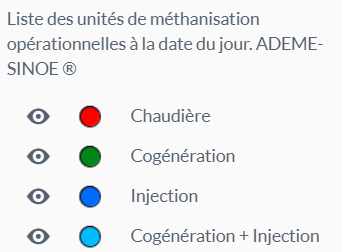 Liste des unités de méthanisation
opérationnelles à la date du jour. ADEME-
SINOE ®
Chaudière
Cogénération
Injection
Cogénération + Injection